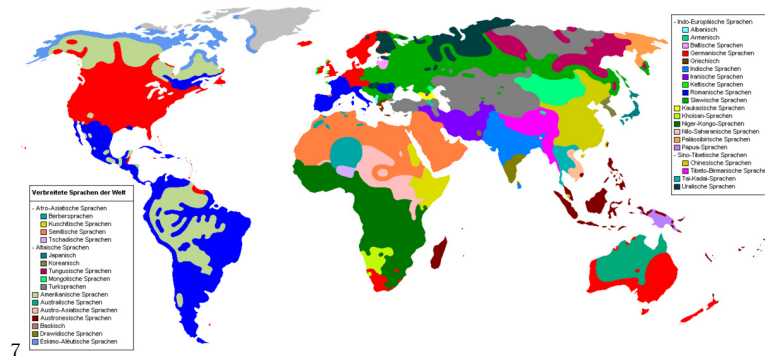 Verbreitete Sprachen der Welt
- Afro-Asiatische Sprachen
Berbersprachen
Kuschitische Sprachen
Semitische Sprachen
Tschadische Sprachen
- Altaische Sprachen
Japanisch
Koreanisch
Tungusische Sprachen
Mongolische Sprachen
Turksprachen
Amerikanische Sprachen
Australische Sprachen
Austro-Asiatische Sprachen
Austronesische Sprachen
Baskisch
Drawidische Sprachen
Eskimo-Alëutische Sprachen
- Indo-Europäische Sprachen
Albanisch
Armenisch
Baltische Sprachen
Germanische Sprachen
Griechisch
Indische Sprachen
Iranische Sprachen
Keltische Sprachen
Romanische Sprachen
Slawische Sprachen
Kaukasische Sprachen
Khoisan-Sprachen
Niger-Kongo-Sprachen
Nilo-Saharanische Sprachen
Paläosibirische Sprachen
Papua-Sprachen
- Sino-Tibetische Sprachen
Chinesische Sprachen
Tibeto-Birmanische Sprachen
Tai-Kadai-Sprachen
Uralische Sprachen
7